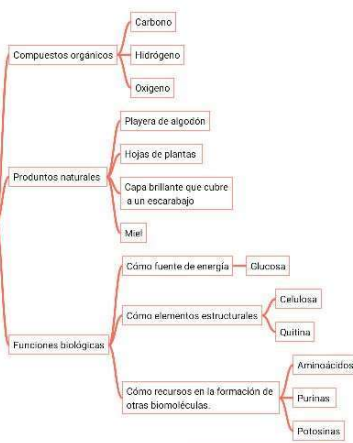 Compuestos orgánicos
Carbono
Hidrógeno
Oxigeno
Produntos naturales
Playera de algodón
Hojas de plantas
Capa brillante que cubre
a un escarabajo
Miel
Funciones biológicas
Cómo fuente de energía
Glucosa
Cómo elementos estructurales
Celulosa
Quitina
Cómo recursos en la formación de
otras biomoléculas.
Aminoácidos
Purinas
Potosinas